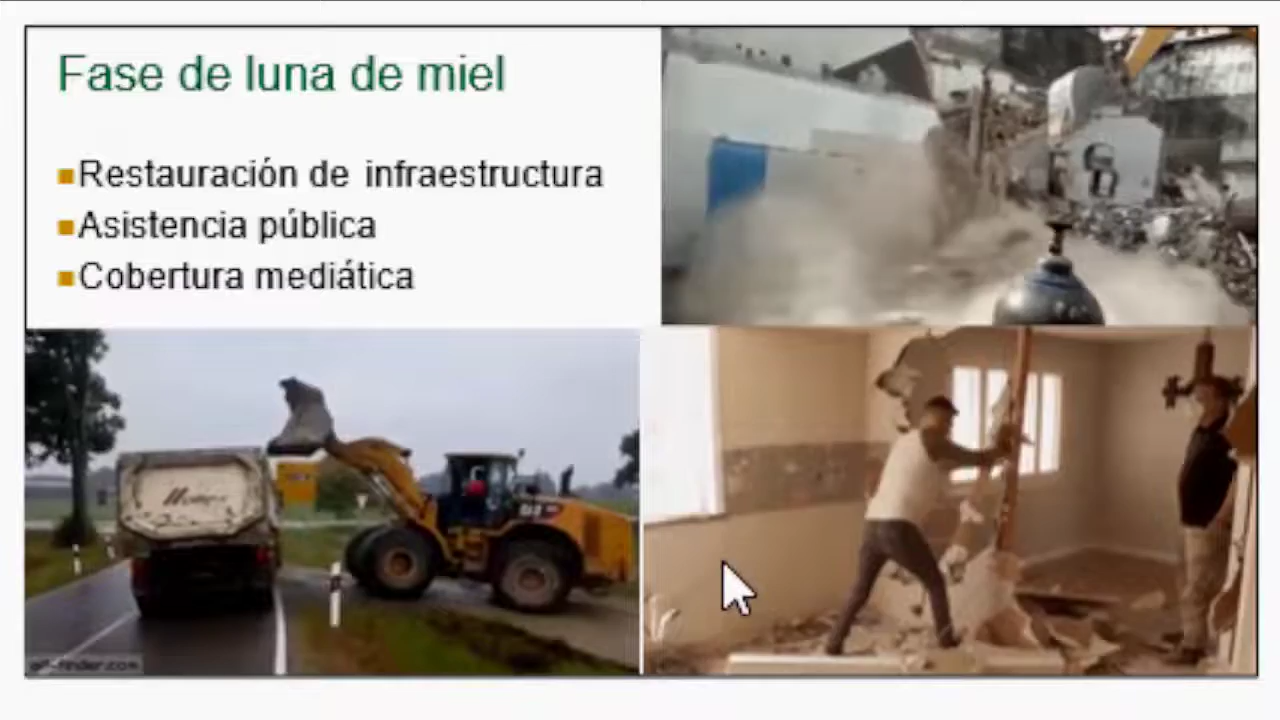 Fase de luna de miel
Restauración de infraestructura
Asistencia pública
Cobertura mediática